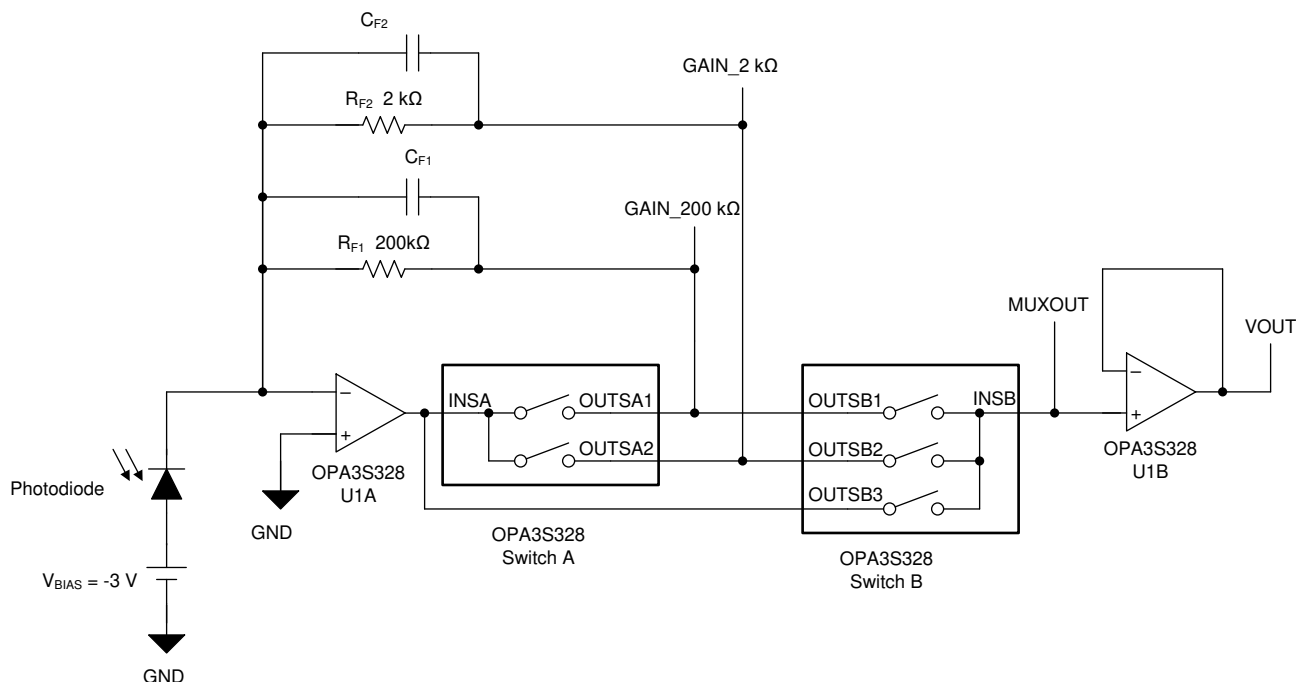 CF2
GAIN_2 kΩ
RF2 2 kΩ
CF1
GAIN_200 kΩ
RF1 200kΩ
MUXOUT
VOUT
INSA
OUTSA1
OUTSB1
INSB
−
+
OUTSA2
OUTSB2
−
+
OPA3S328
U1A
OPA3S328
U1B
Photodiode
OUTSB3
GND
OPA3S328
Switch A
OPA3S328
Switch B
VBIAS = -3 V
GND